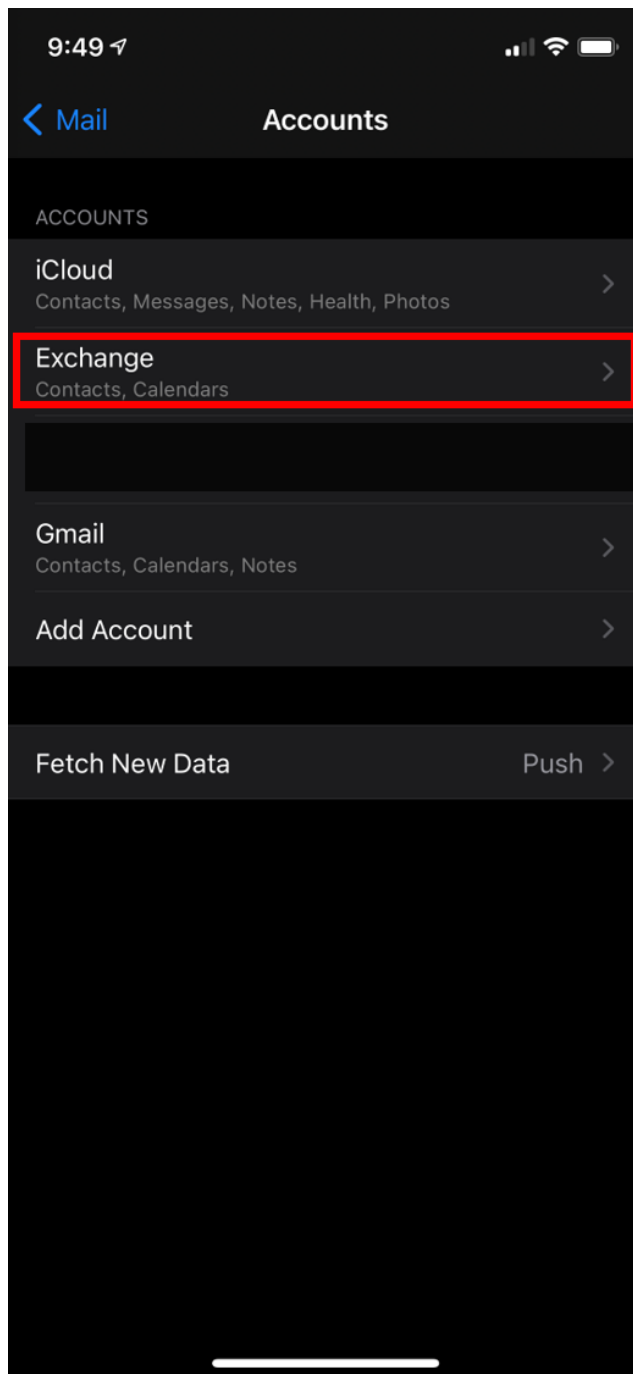 9:49
Mail
Accounts
ACCOUNTS
iCloud
Contacts, Messages, Notes, Health, Photos
Exchange
Contacts, Calendars
Gmail
Contacts, Calendars, Notes
Add Account
Fetch New Data Push